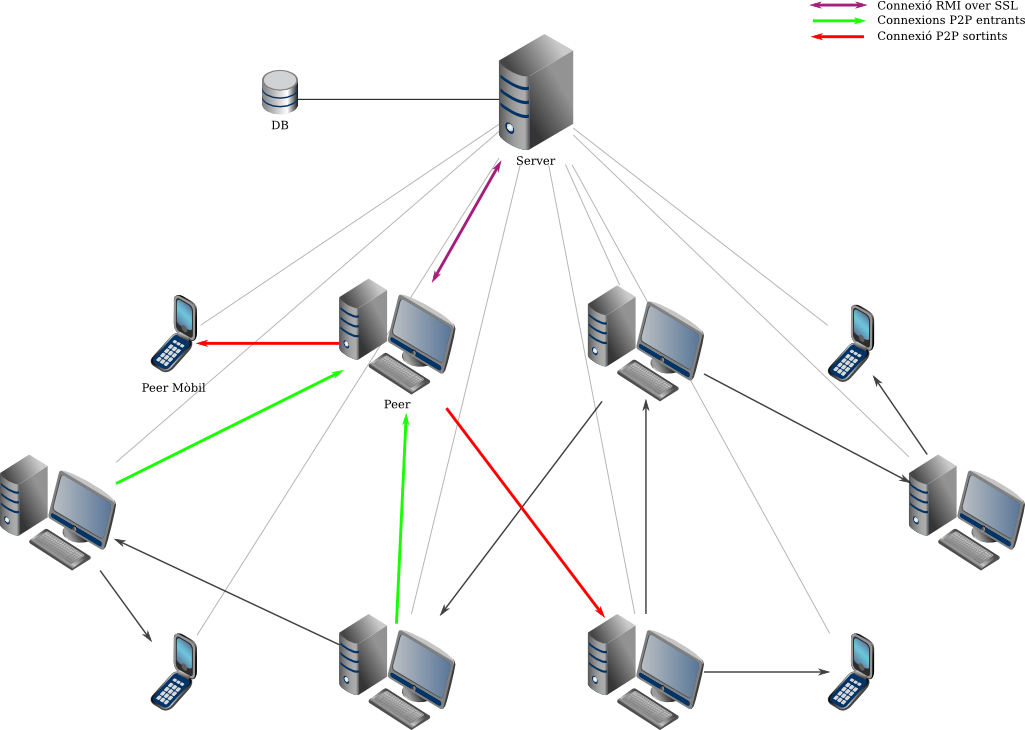 Connexió RMI over SSL
Connexions P2P entrants
Connexió P2P sortints
DB
Server
Peer Mòbil
Peer